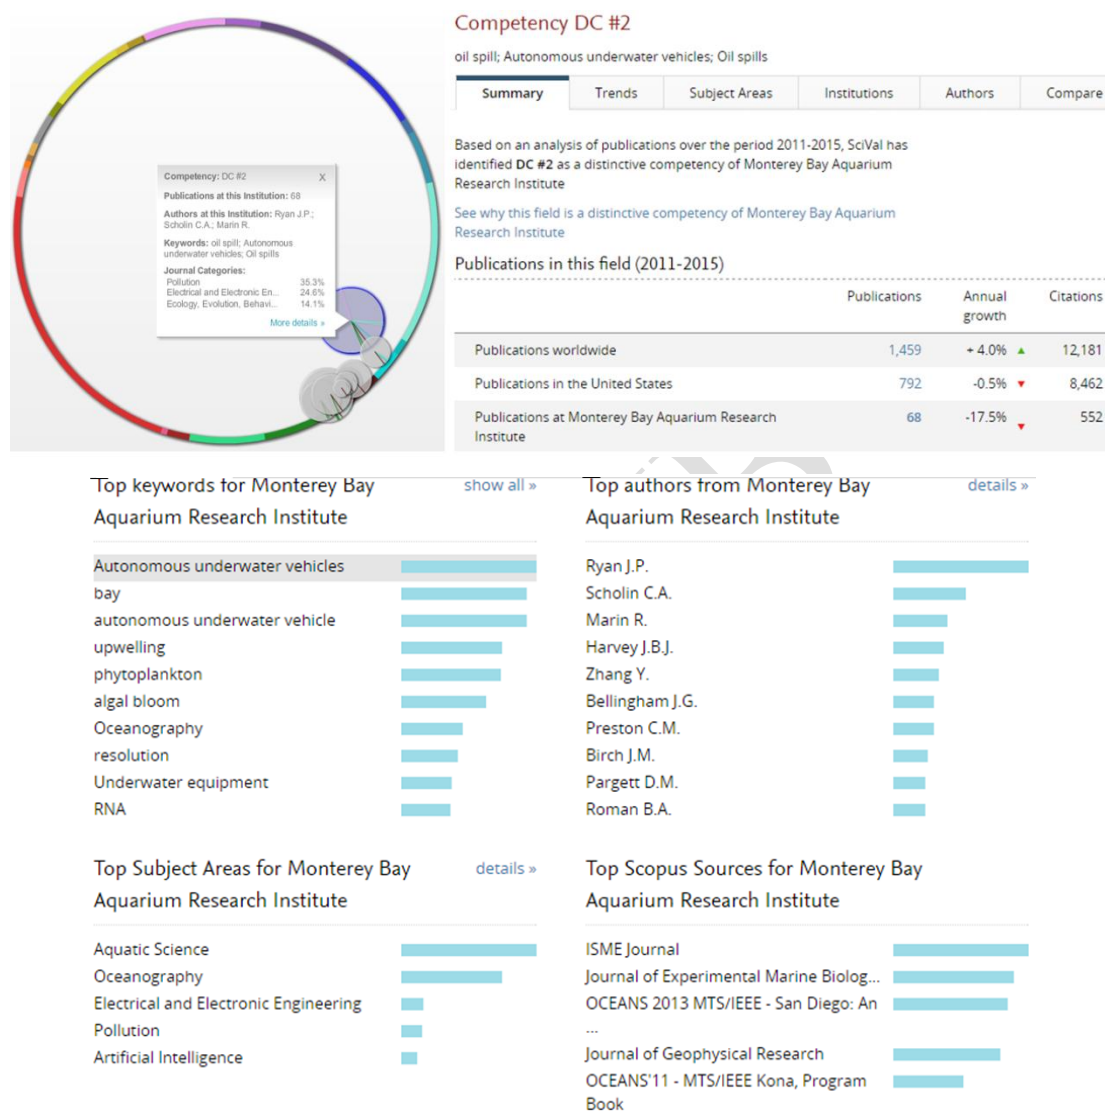 Competency: DC #2 X
Publications at this Institution: 68
Authors at this Institution: Ryan J.P.;
Scholin C.A.; Marin R.
Keywords: oil spill; Autonomous
underwater vehicles; Oil spills
Journal Categories:
Pollution 35.3%
Electrical and Electronic En... 24.6%
Ecology, Evolution, Behavi... 14.1%
More details »
Competency DC #2
oil spill; Autonomous underwater vehicles; Oil spills
Summary Trends Subject Areas Institutions Authors Compare
Based on an analysis of publications over the period 2011-2015, SciVal has
identified DC #2 as a distinctive competency of Monterey Bay Aquarium
Research Institute
See why this field is a distinctive competency of Monterey Bay Aquarium
Research Institute
Publications in this field (2011-2015)
Publications Annual Citations
growth
Publications worldwide 1,459 + 4.0% 12,181
Publications in the United States 792 -0.5% 8,462
Publications at Monterey Bay Aquarium Research 68 -17.5% 552
Institute
Top keywords for Monterey Bay show all »
Aquarium Research Institute
Autonomous underwater vehicles
bay
autonomous underwater vehicle
upwelling
phytoplankton
algal bloom
Oceanography
resolution
Underwater equipment
RNA
Top authors from Monterey Bay details »
Aquarium Research Institute
Ryan J.P.
Scholin C.A.
Marin R.
Harvey J.B.J.
Zhang Y.
Bellingham J.G.
Preston C.M.
Birch J.M.
Pargett D.M.
Roman B.A.
Top Subject Areas for Monterey Bay details »
Aquarium Research Institute
Aquatic Science
Oceanography
Electrical and Electronic Engineering
Pollution
Artificial Intelligence
Top Scopus Sources for Monterey Bay
Aquarium Research Institute
ISME Journal
Journal of Experimental Marine Biolog...
OCEANS 2013 MTS/IEEE - San Diego: An
...
Journal of Geophysical Research
OCEANS'11 - MTS/IEEE Kona, Program
Book